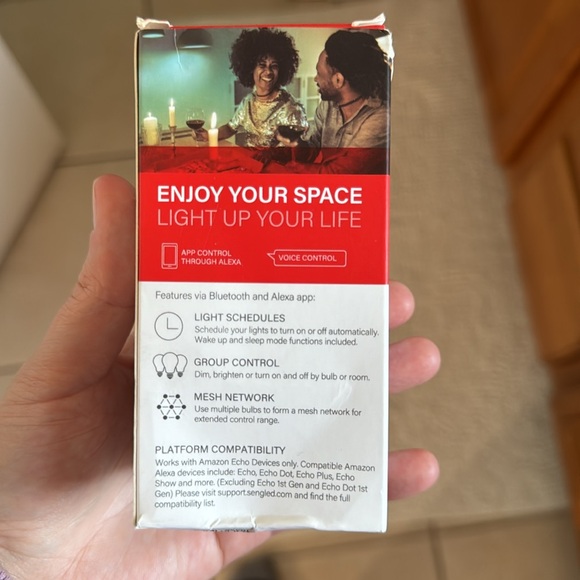 ENJOY YOUR SPACE
LIGHT UP YOUR LIFE
APP CONTROL
THROUGH ALEXA
VOICE CONTROL
Features via Bluetooth and Alexa app:
LIGHT SCHEDULES
Schedule your lights to turn on or off automatically.
Wake up and sleep mode functions included.
GROUP CONTROL
Dim, brighten or turn on and off by bulb or room.
MESH NETWORK
Use multiple bulbs to form a mesh network for
extended control range.
PLATFORM COMPATIBILITY
Works with Amazon Echo Devices only. Compatible Amazon
Alexa devices include: Echo, Echo Dot, Echo Plus, Echo
Show and more. (Excluding Echo 1st Gen and Echo Dot 1st
Gen) Please visit support.sengled.com and find the full
compatibility list.